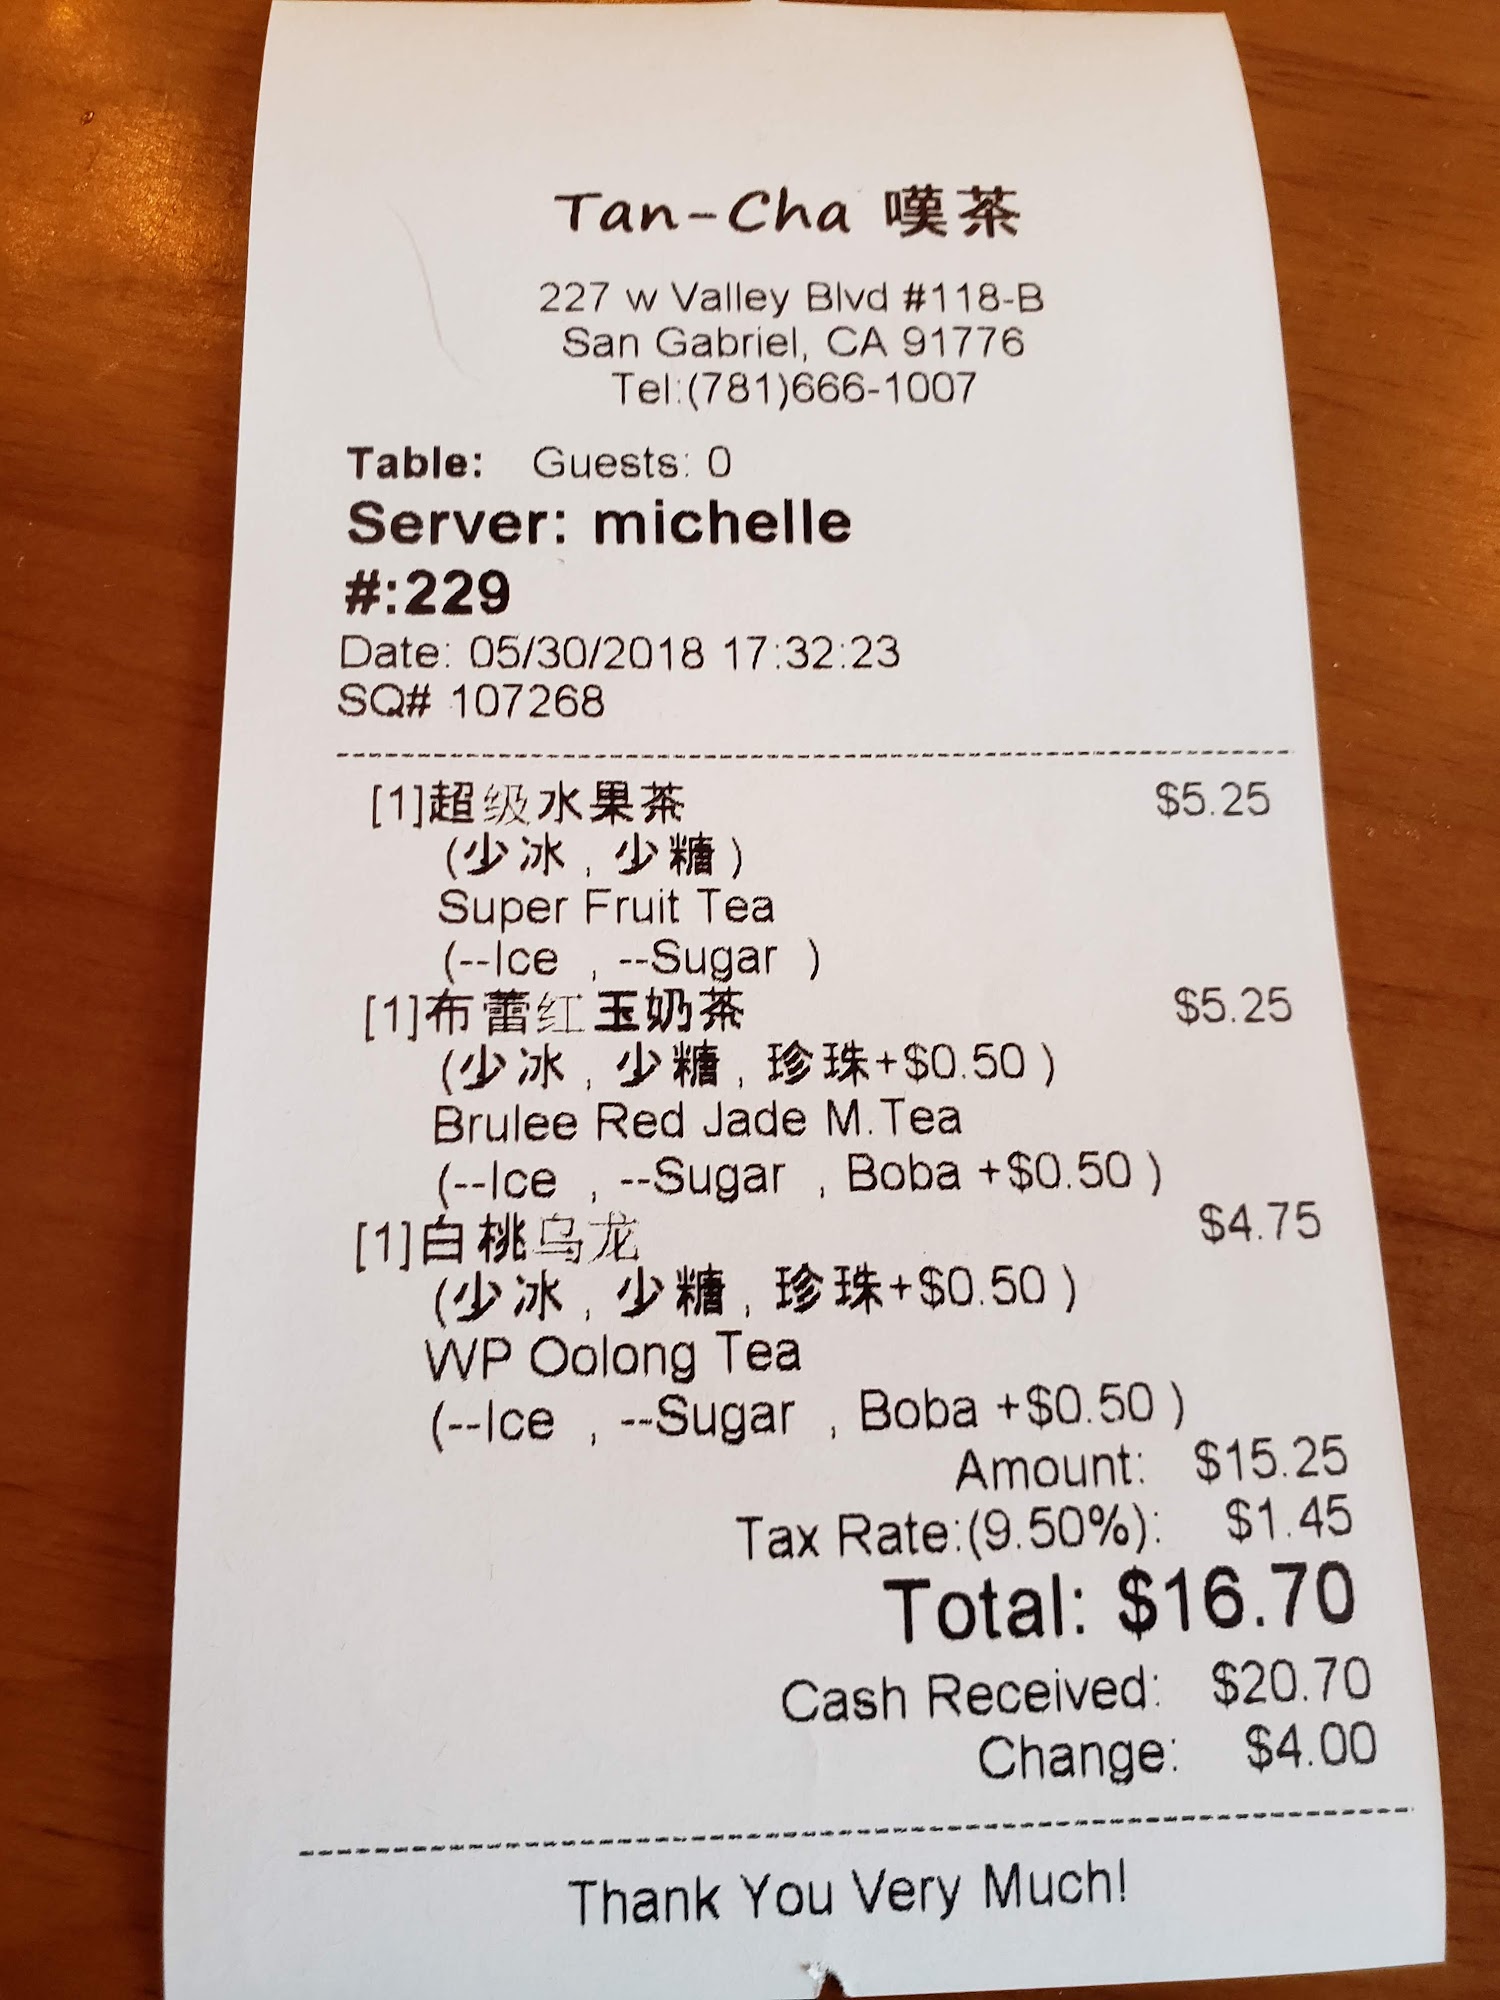 Tan-Cha 嘆茶
227 w Valley Blvd #118-B
San Gabriel, CA 91776
Tel:(781)666-1007
Table: Guests: 0
Server: michelle
#:229
Date: 05/30/2018 17:32:23
SQ# 107268
[1]超级水果茶 $5.25
(少冰 , 少糖 )
Super Fruit Tea
(--Ice , --Sugar )
[1]布蕾红玉奶茶 $5.25
(少冰 , 少糖 , 珍珠+$0.50 )
Brulee Red Jade M.Tea
(--Ice , --Sugar , Boba +$0.50 )
[1]白桃乌龙 $4.75
(少冰 , 少糖 , 珍珠+$0.50 )
WP Oolong Tea
(--Ice , --Sugar , Boba +$0.50 )
Amount: $15.25
Tax Rate:(9.50%): $1.45
Total: $16.70
Cash Received: $20.70
Change: $4.00
Thank You Very Much!